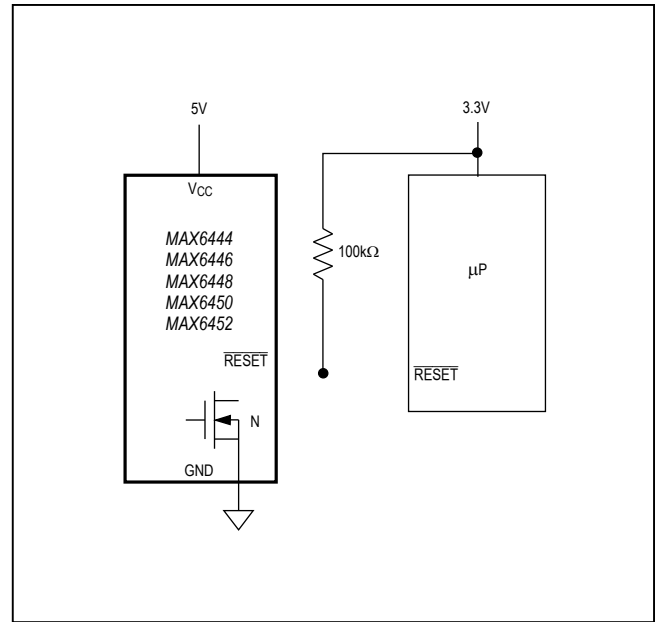 5V
3.3V
VCC
MAX6444
MAX6446
MAX6448
MAX6450
MAX6452
100kΩ
μP
RESET
RESET
N
GND